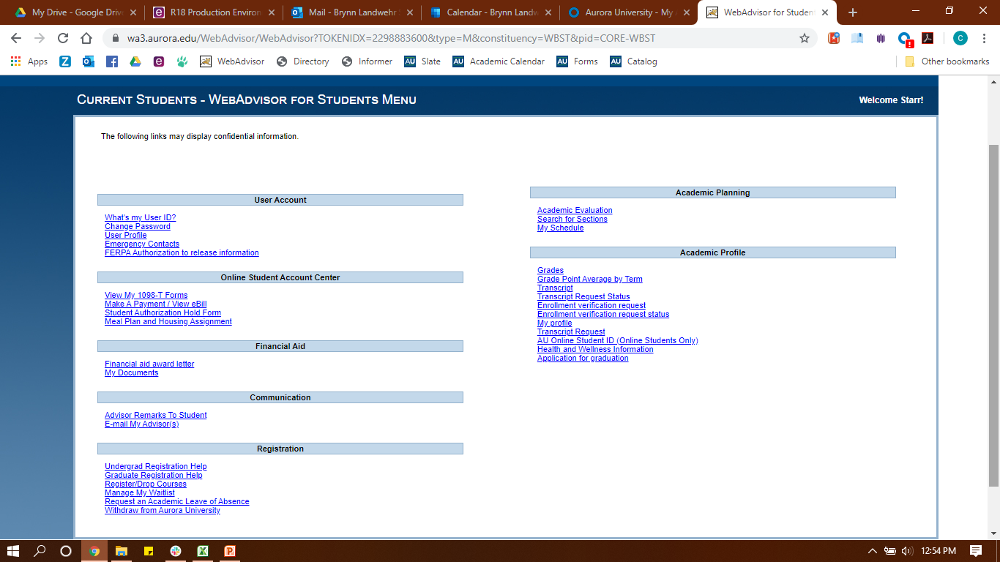 My Drive - Google Driv
R18 Production Environ
Mail - Brynn Landwehr
Calendar - Brynn Landw
Aurora University - My
WebAdvisor for Studen
wa3.aurora.edu/WebAdvisor/WebAdvisor?TOKENIDX=2298883600&type=M&constituency=WBST&pid=CORE-WBST
C
Apps
WebAdvisor
Directory
Informer
AU Slate
AU Academic Calendar
AU Forms
AU Catalog
Other bookmarks
Current Students - WebAdvisor for Students Menu
Welcome Starr!
The following links may display confidential information.
User Account
What's my User ID?
Change Password
User Profile
Emergency Contacts
FERPA Authorization to release information
Online Student Account Center
View My 1098-T Forms
Make A Payment / View eBill
Student Authorization Hold Form
Meal Plan and Housing Assignment
Financial Aid
Financial aid award letter
My Documents
Communication
Advisor Remarks To Student
E-mail My Advisor(s)
Registration
Undergrad Registration Help
Graduate Registration Help
Register/Drop Courses
Manage My Waitlist
Request an Academic Leave of Absence
Withdraw from Aurora University
Academic Planning
Academic Evaluation
Search for Sections
My Schedule
Academic Profile
Grades
Grade Point Average by Term
Transcript
Transcript Request Status
Enrollment verification request
Enrollment verification request status
My profile
Transcript Request
AU Online Student ID (Online Students Only)
Health and Wellness Information
Application for graduation
12:54 PM